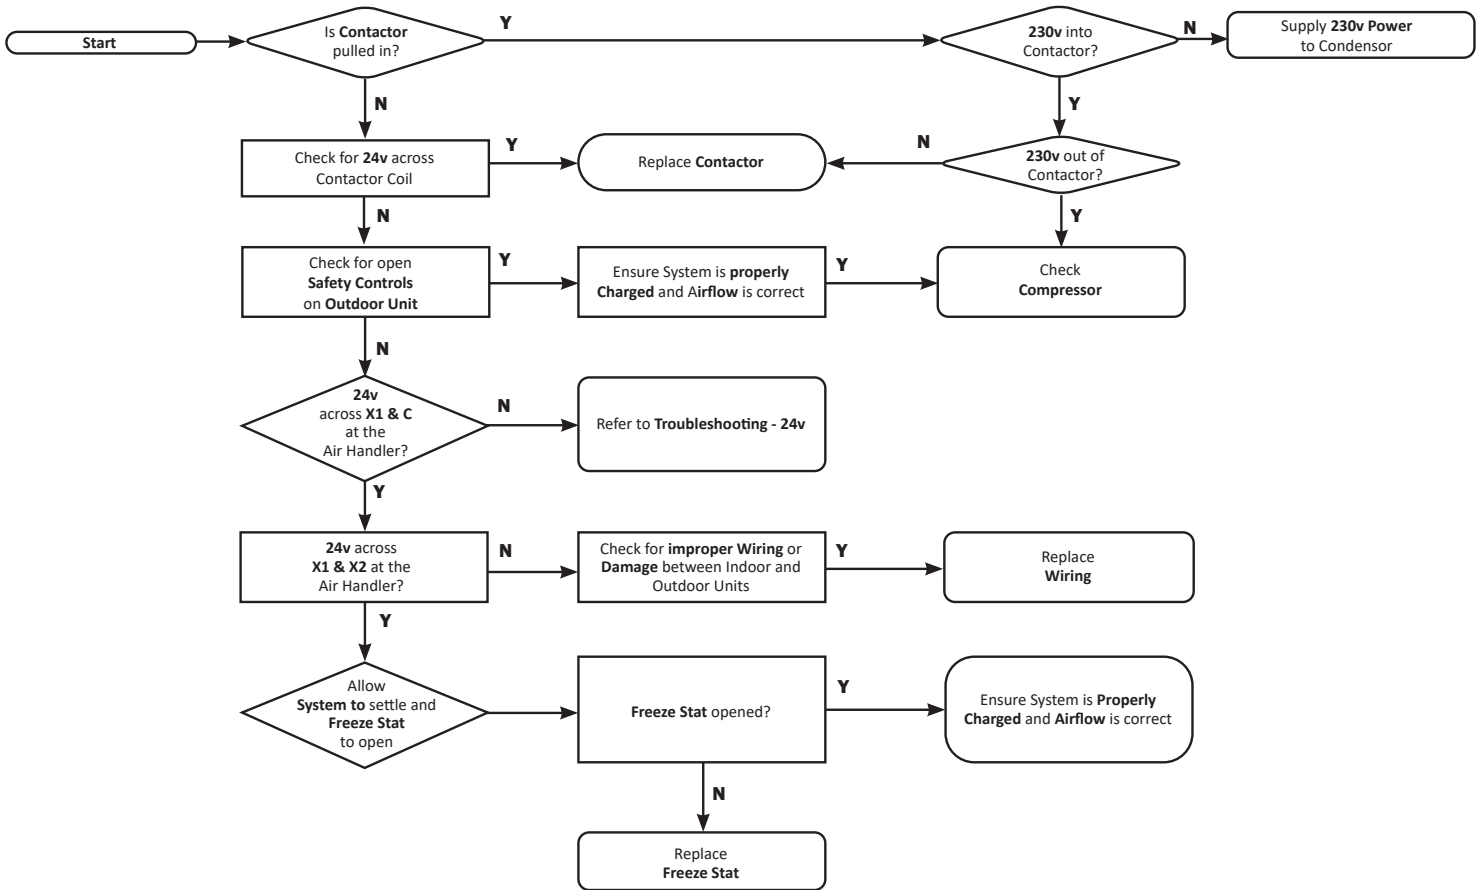 Start
Is Contactor
pulled in?
Y
230v into
Contactor?
N
Supply 230v Power
to Condensor
N
Y
Check for 24v across
Contactor Coil
Y
Replace Contactor
N
230v out of
Contactor?
N
Y
Check for open
Safety Controls
on Outdoor Unit
Y
Ensure System is properly
Charged and Airflow is correct
Y
Check
Compressor
N
24v
across X1 & C
at the
Air Handler?
N
Refer to Troubleshooting - 24v
Y
24v across
X1 & X2 at the
Air Handler?
N
Check for improper Wiring or
Damage between Indoor and
Outdoor Units
Y
Replace
Wiring
Y
Allow
System to settle and
Freeze Stat
to open
Freeze Stat opened?
Y
Ensure System is Properly
Charged and Airflow is correct
N
Replace
Freeze Stat